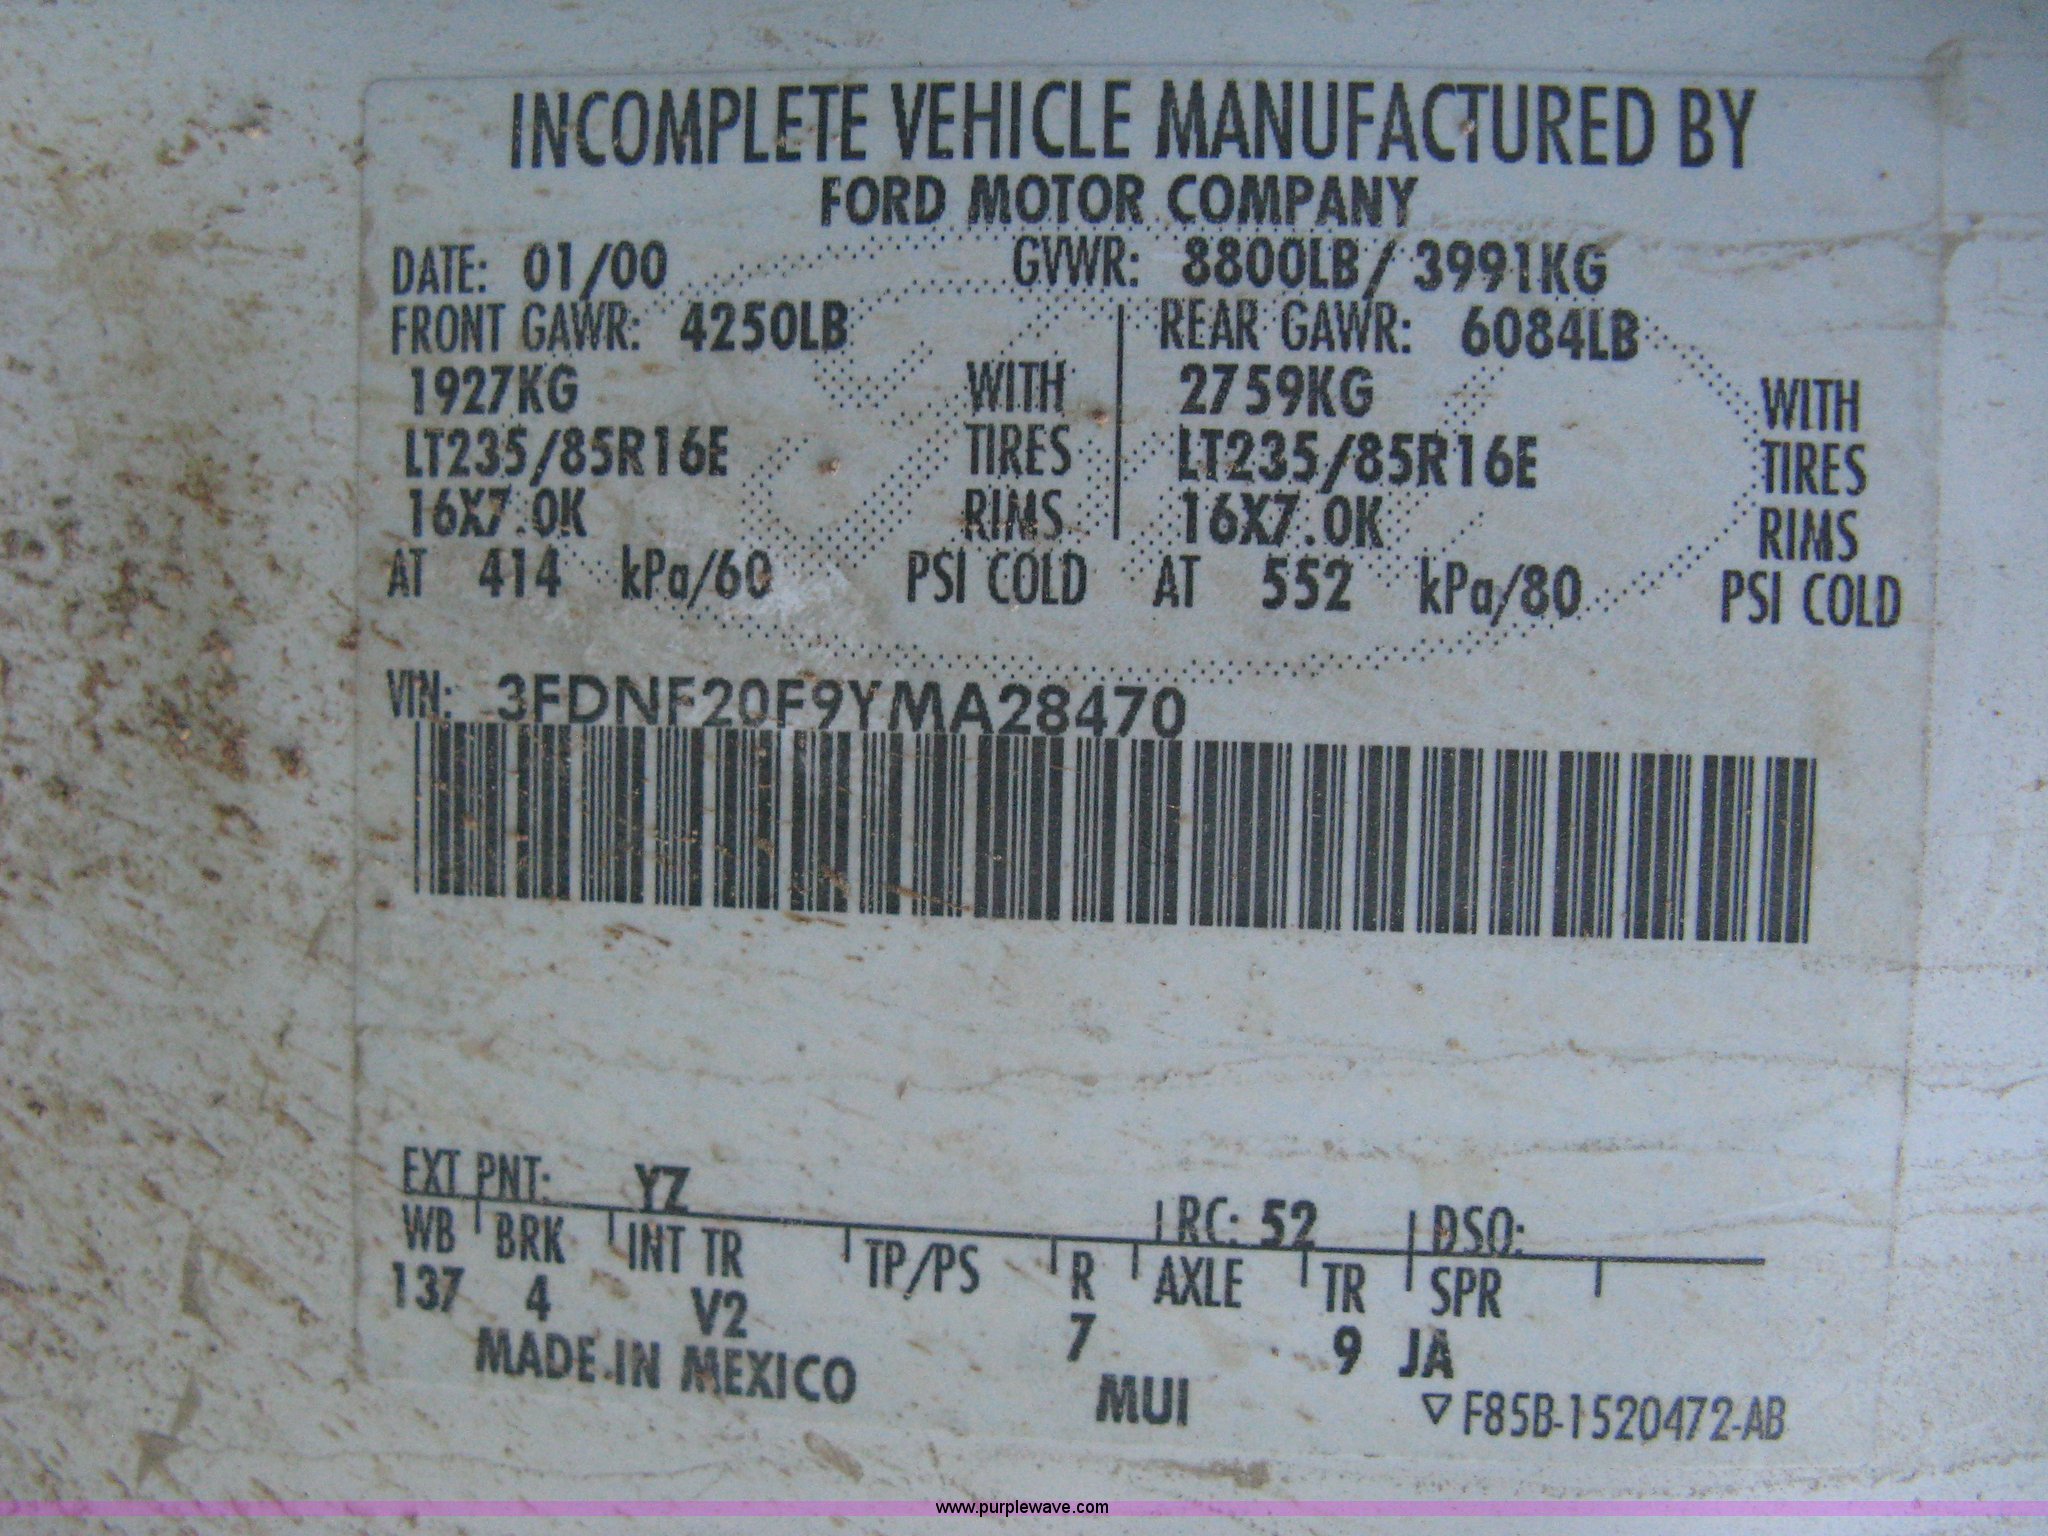 INCOMPLETE VEHICLE MANUFACTURED BY
FORD MOTOR COMPANY
DATE: 01/00 GVWR: 8800LB / 3991KG
FRONT GAWR: 4250LB REAR GAWR: 6084LB
1927KG WITH 2759KG WITH
LT235/85R16E TIRES LT235/85R16E TIRES
16X7.0K RIMS 16X7.0K RIMS
AT 414 kPa/60 PSI COLD AT 552 kPa/80 PSI COLD
VIN: 3FDNF20F9YMA28470
EXT PNT: YZ RC: 52 DSO:
WB BRK INT TR TP/PS R AXLE TR SPR
137 4 V2 7 9 JA
MADE IN MEXICO MUI
▽ F85B-1520472-AB
www.purplewave.com